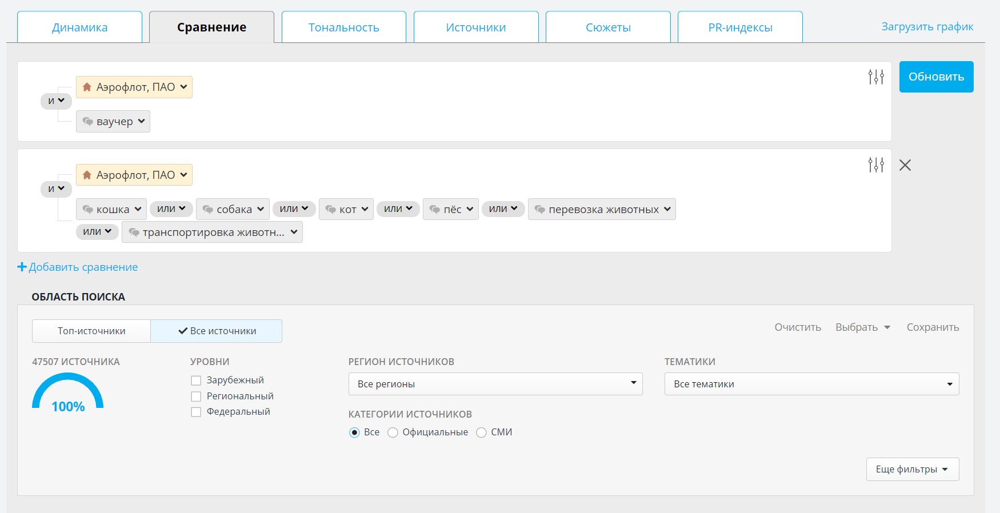 Динамика Сравнение Тональность Источники Сюжеты PR-индексы Загрузить график
Аэрофлот, ПАО
и
ваучер
Обновить
Аэрофлот, ПАО
и
кошка или собака или кот или пёс или перевозка животных
или транспортировка животн...
Добавить сравнение
ОБЛАСТЬ ПОИСКА
Топ-источники Все источники
Очистить Выбрать Сохранить
47507 ИСТОЧНИКА
100%
УРОВНИ
Зарубежный
Региональный
Федеральный
РЕГИОН ИСТОЧНИКОВ
Все регионы
КАТЕГОРИИ ИСТОЧНИКОВ
Все Официальные СМИ
ТЕМАТИКИ
Все тематики
Еще фильтры